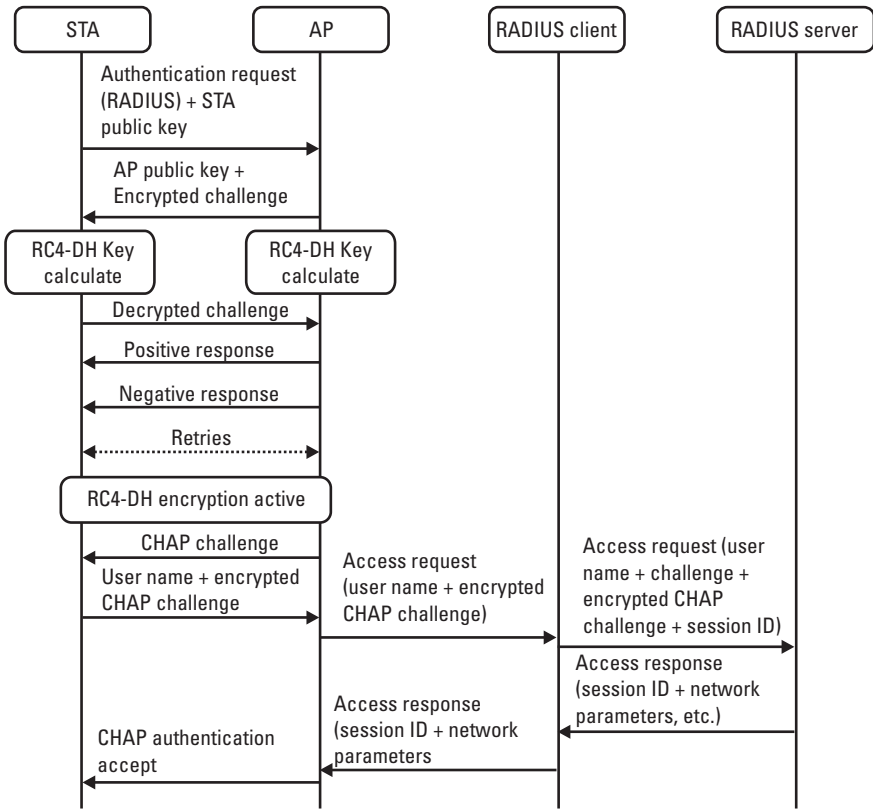 STA
AP
RADIUS client
RADIUS server
Authentication request
(RADIUS) + STA
public key
AP public key +
Encrypted challenge
RC4-DH Key
calculate
RC4-DH Key
calculate
Decrypted challenge
Positive response
Negative response
Retries
RC4-DH encryption active
CHAP challenge
User name + encrypted
CHAP challenge
Access request
(user name + encrypted
CHAP challenge)
Access request (user
name + challenge +
encrypted CHAP
challenge + session ID)
Access response
(session ID + network
parameters, etc.)
Access response
(session ID + network
parameters
CHAP authentication
accept